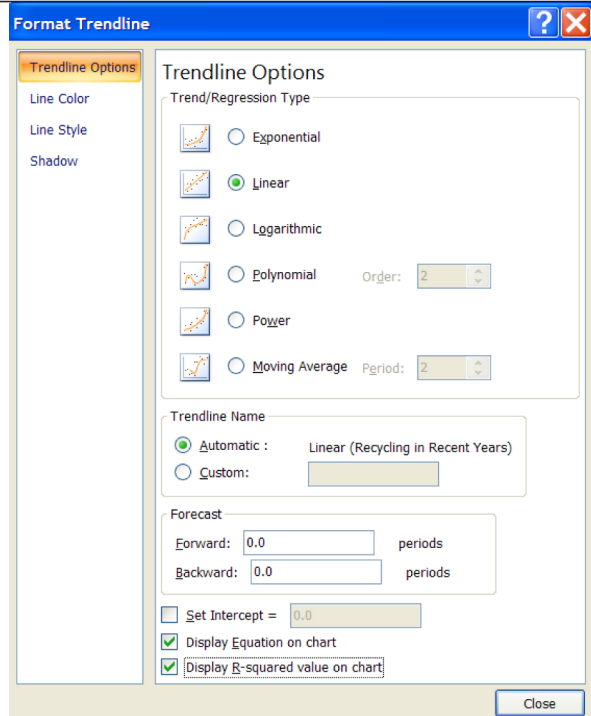 Format Trendline
?
Trendline Options
Line Color
Line Style
Shadow
Trendline Options
Trend/Regression Type
Exponential
Linear
Logarithmic
Polynomial Order: 2
Power
Moving Average Period: 2
Trendline Name
Automatic : Linear (Recycling in Recent Years)
Custom:
Forecast
Forward: 0.0 periods
Backward: 0.0 periods
Set Intercept = 0.0
Display Equation on chart
Display R-squared value on chart
Close